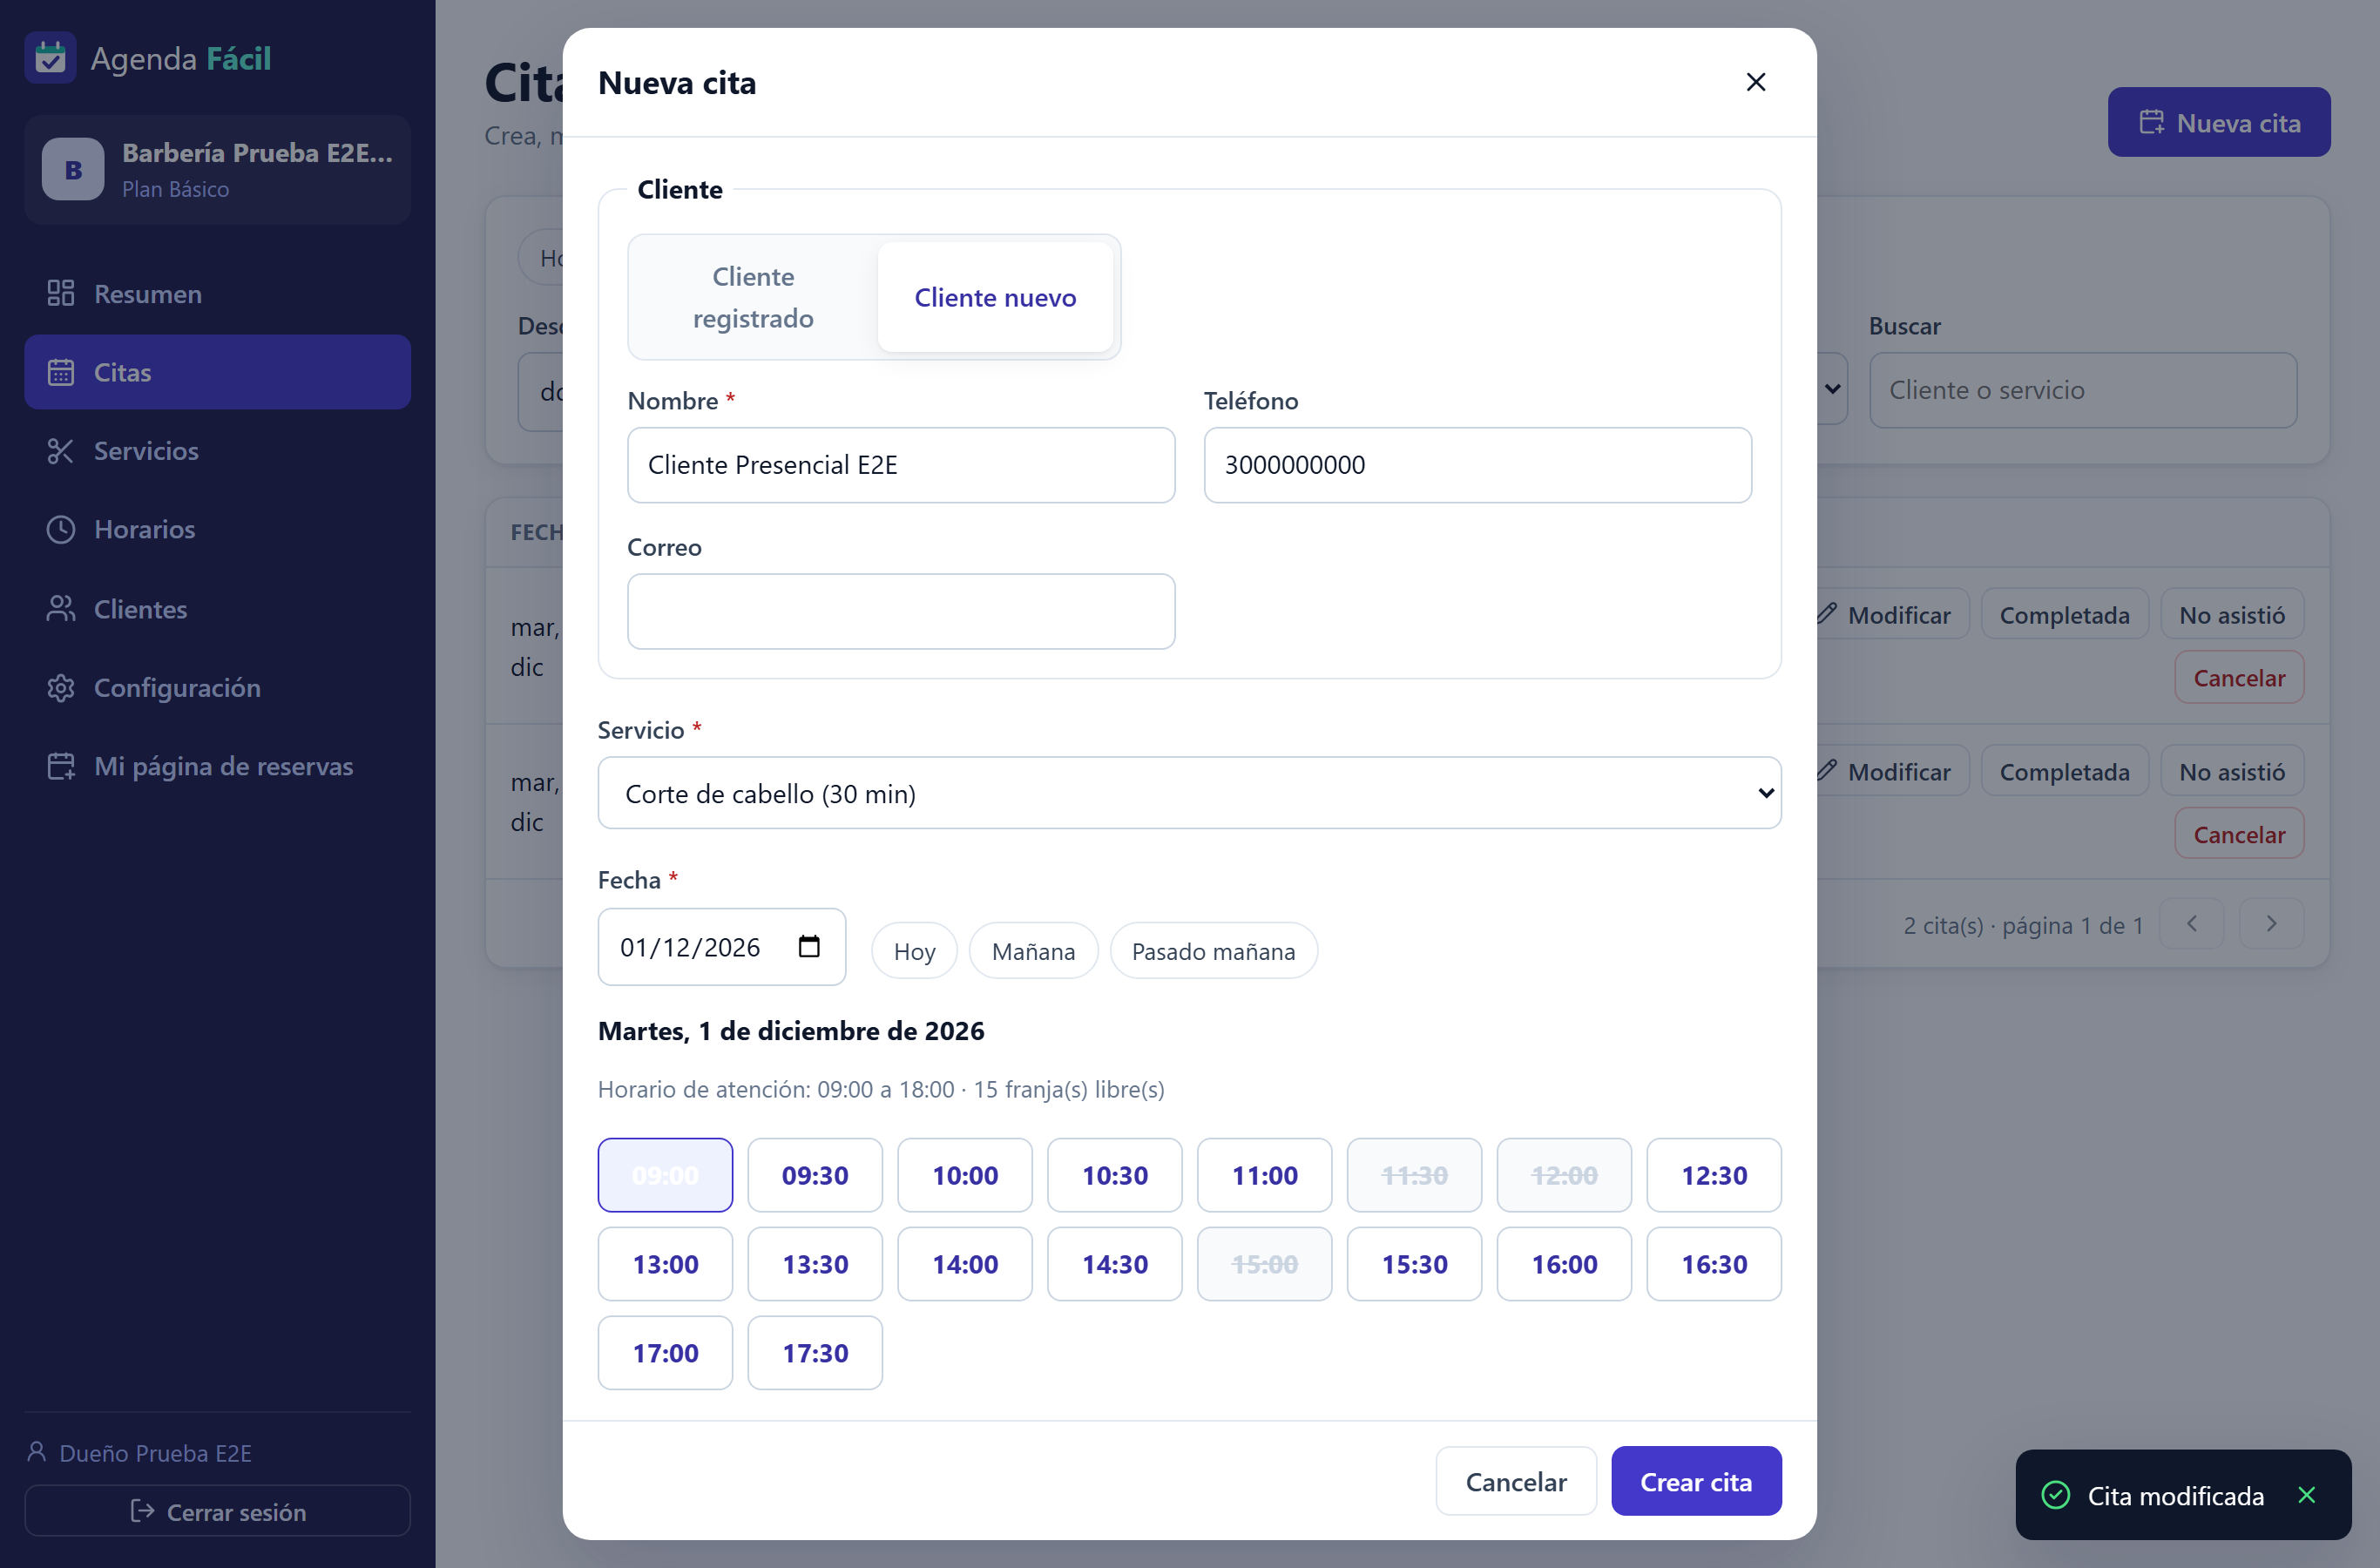 Agenda Fácil
Barbería Prueba E2E...
Plan Básico
Resumen
Citas
Servicios
Horarios
Clientes
Configuración
Mi página de reservas
Dueño Prueba E2E
Cerrar sesión
Nueva cita
Buscar
Cliente o servicio
mar,
dic
Modificar
Completada
No asistió
Cancelar
mar,
dic
Modificar
Completada
No asistió
Cancelar
2 cita(s) · página 1 de 1
Nueva cita
Cliente
Cliente
registrado
Cliente nuevo
Nombre *
Teléfono
Cliente Presencial E2E
3000000000
Correo
Servicio *
Corte de cabello (30 min)
Fecha *
01/12/2026
Hoy
Mañana
Pasado mañana
Martes, 1 de diciembre de 2026
Horario de atención: 09:00 a 18:00 · 15 franja(s) libre(s)
09:00 09:30 10:00 10:30 11:00 11:30 12:00 12:30
13:00 13:30 14:00 14:30 15:00 15:30 16:00 16:30
17:00 17:30
Cancelar
Crear cita
Cita modificada